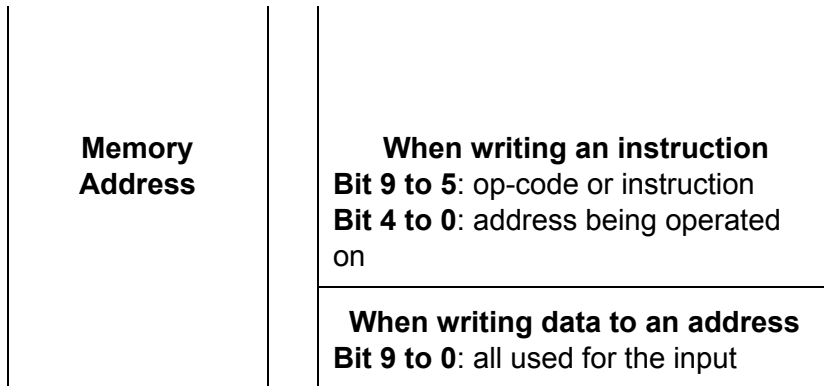 Memory
Address
When writing an instruction
Bit 9 to 5: op-code or instruction
Bit 4 to 0: address being operated
on
When writing data to an address
Bit 9 to 0: all used for the input